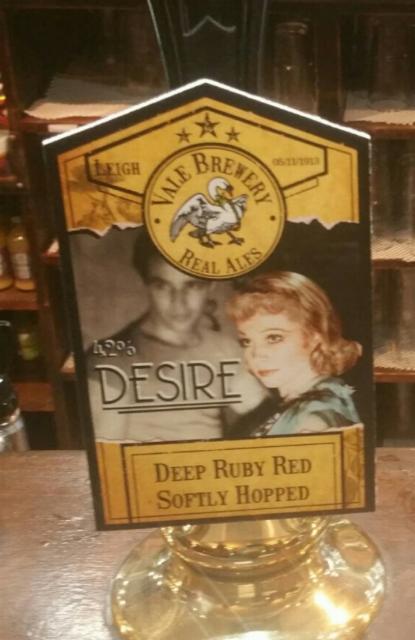 LEIGH
05/11/1913
VALE BREWERY
REAL ALES
4.2%
DESIRE
DEEP RUBY RED
SOFTLY HOPPED